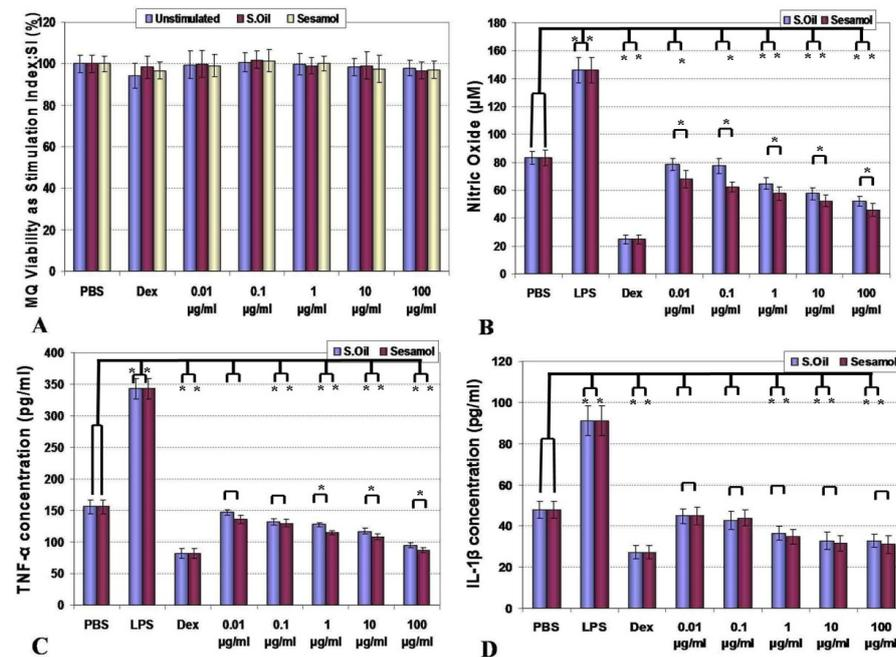 Unstimulated S.Oil Sesamol
MQ Viability as Stimulation Index:SI (%)
120
100
80
60
40
20
0
PBS Dex 0.01 0.1 1 10 100
µg/ml µg/ml µg/ml µg/ml µg/ml
A
S.Oil Sesamol
Nitric Oxide (µM)
180
160
140
120
100
80
60
40
20
0
* * * * * * * * * * * *
* * * * *
PBS LPS Dex 0.01 0.1 1 10 100
µg/ml µg/ml µg/ml µg/ml µg/ml
B
S.Oil Sesamol
TNF-α concentration (pg/ml)
400
350
300
250
200
150
100
50
0
* * * * * * * * * * * *
* * *
PBS LPS Dex 0.01 0.1 1 10 100
µg/ml µg/ml µg/ml µg/ml µg/ml
C
S.Oil Sesamol
IL-1β concentration (pg/ml)
120
100
80
60
40
20
0
* * * * * * * * * *
PBS LPS Dex 0.01 0.1 1 10 100
µg/ml µg/ml µg/ml µg/ml µg/ml
D